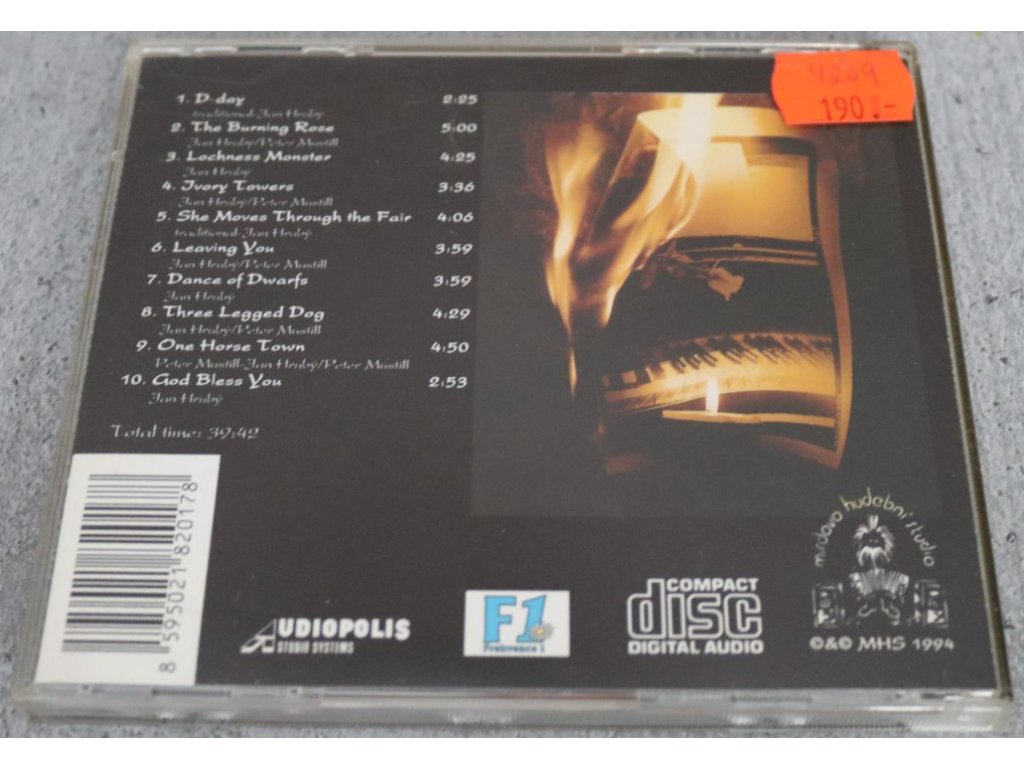 4269
190.-
1. D-day 2:25
traditional-Jan Hrubý
2. The Burning Rose 5:00
Jan Hrubý/Peter Mustill
3. Lochness Monster 4:25
Jan Hrubý
4. Ivory Towers 3:36
Jan Hrubý/Peter Mustill
5. She Moves Through the Fair 4:06
traditional-Jan Hrubý
6. Leaving You 3:59
Jan Hrubý/Peter Mustill
7. Dance of Dwarfs 3:59
Jan Hrubý
8. Three Legged Dog 4:29
Jan Hrubý/Peter Mustill
9. One Horse Town 4:50
Peter Mustill-Jan Hrubý/Peter Mustill
10. God Bless You 2:53
Jan Hrubý
Total time: 39:42
8 595021 820178
AUDIOPOLIS
STUDIO SYSTEMS
F1
Frekvence 1
COMPACT
disc
DIGITAL AUDIO
hudební studio
©&© MHS 1994